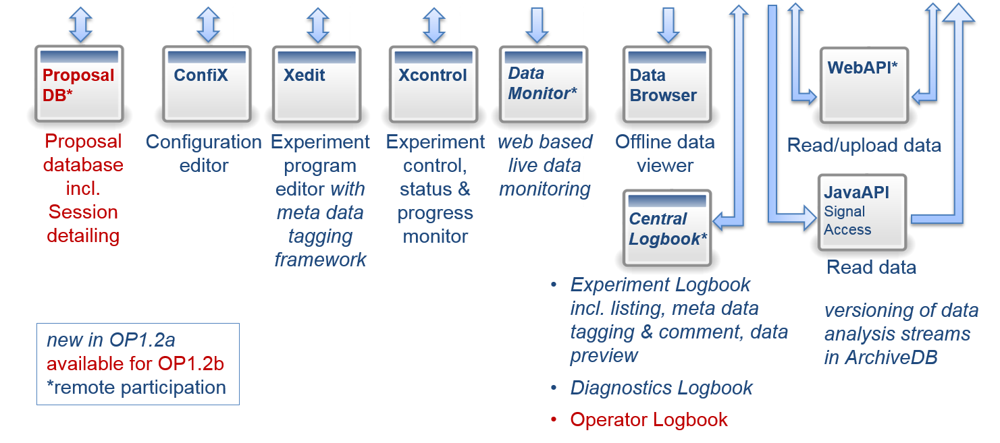 Proposal
DB*
Proposal
database
incl.
Session
detailing
ConfiX
Configuration
editor
Xedit
Experiment
program
editor with
meta data
tagging
framework
Xcontrol
Experiment
control,
status &
progress
monitor
Data
Monitor*
web based
live data
monitoring
Data
Browser
Offline data
viewer
Central
Logbook*
• Experiment Logbook
incl. listing, meta data
tagging & comment, data
preview
• Diagnostics Logbook
• Operator Logbook
WebAPI*
Read/upload data
JavaAPI
Signal
Access
Read data
versioning of data
analysis streams
in ArchiveDB
new in OP1.2a
available for OP1.2b
*remote participation